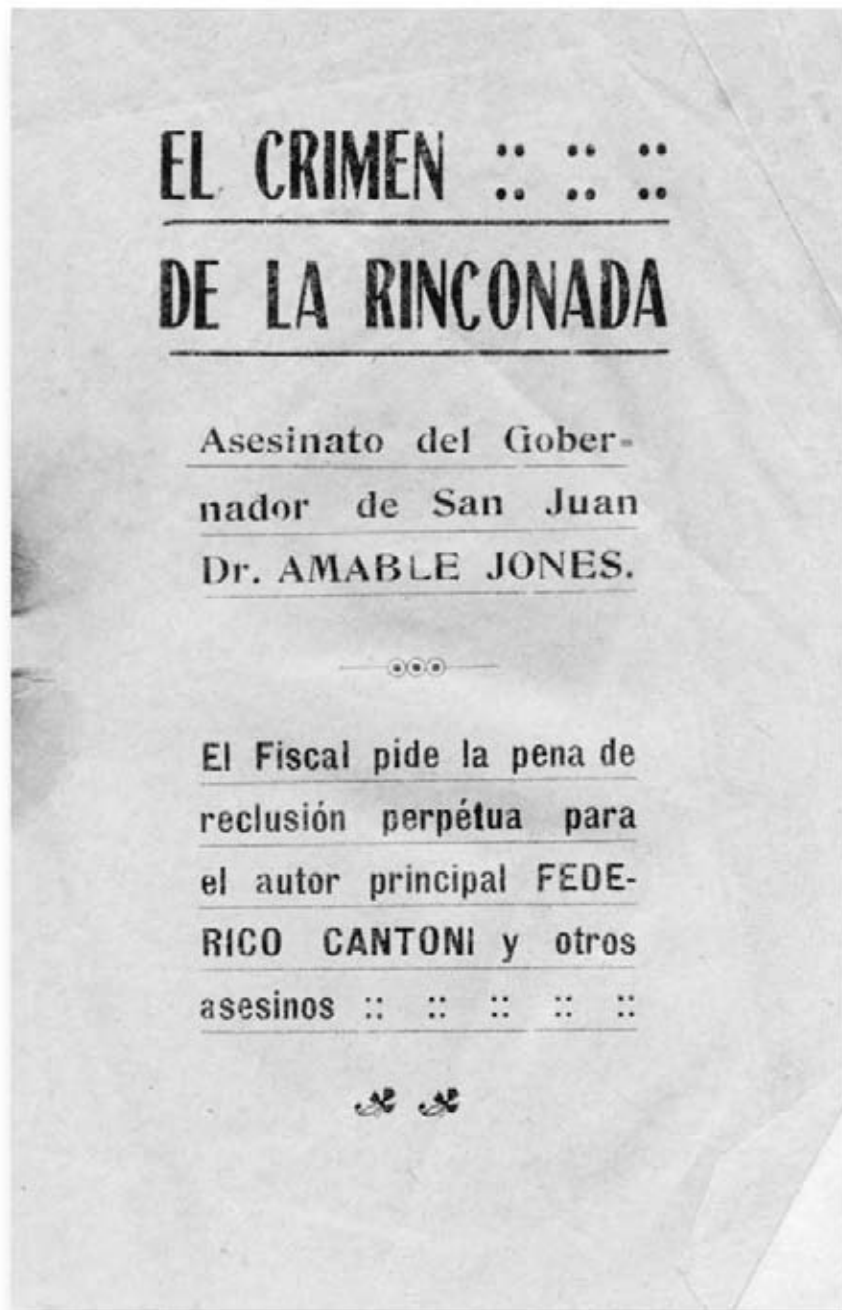 EL CRIMEN :: :: ::
DE LA RINCONADA
Asesinato del Gober-
nador de San Juan
Dr. AMABLE JONES.
El Fiscal pide la pena de
reclusión perpétua para
el autor principal FEDE-
RICO CANTONI y otros
asesinos :: :: :: :: ::